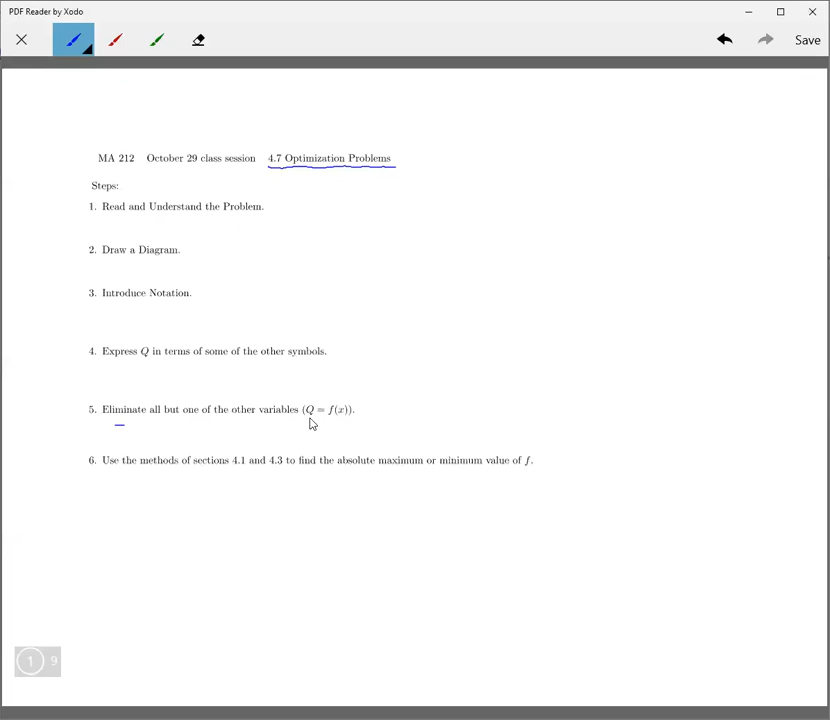 PDF Reader by Xodo
Save
MA 212 October 29 class session 4.7 Optimization Problems
Steps:
1. Read and Understand the Problem.
2. Draw a Diagram.
3. Introduce Notation.
4. Express Q in terms of some of the other symbols.
5. Eliminate all but one of the other variables (Q = f(x)).
6. Use the methods of sections 4.1 and 4.3 to find the absolute maximum or minimum value of f.
1 9